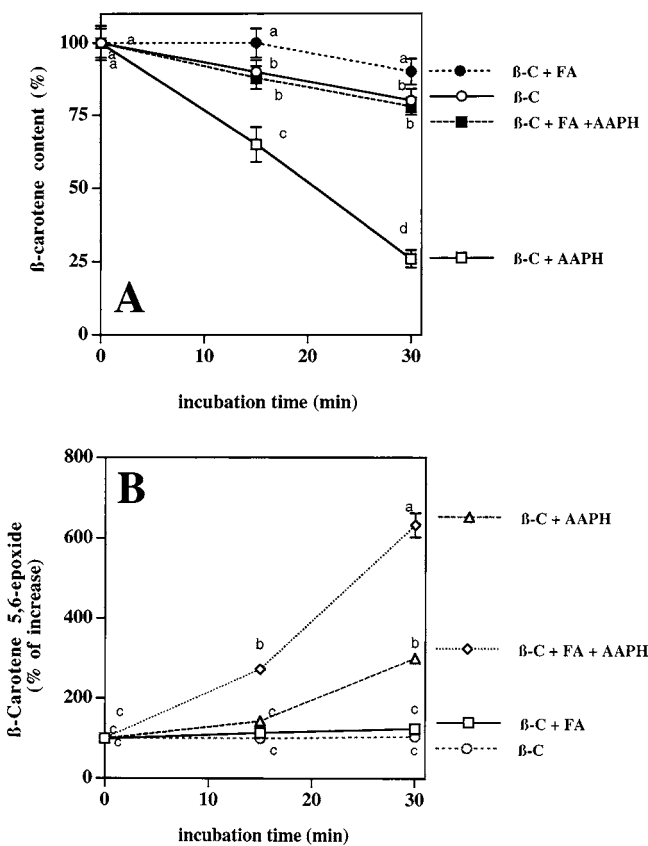 100
75
50
25
0
ß-carotene content (%)
a
a
a
a
a
b
b
b
b
c
d
A
ß-C + FA
ß-C
ß-C + FA +AAPH
ß-C + AAPH
0
10
20
30
incubation time (min)
800
600
400
200
0
ß-Carotene 5,6-epoxide
(% of increase)
B
a
b
b
c
c
c
c
c
c
c
ß-C + AAPH
ß-C + FA + AAPH
ß-C + FA
ß-C
0
10
20
30
incubation time (min)